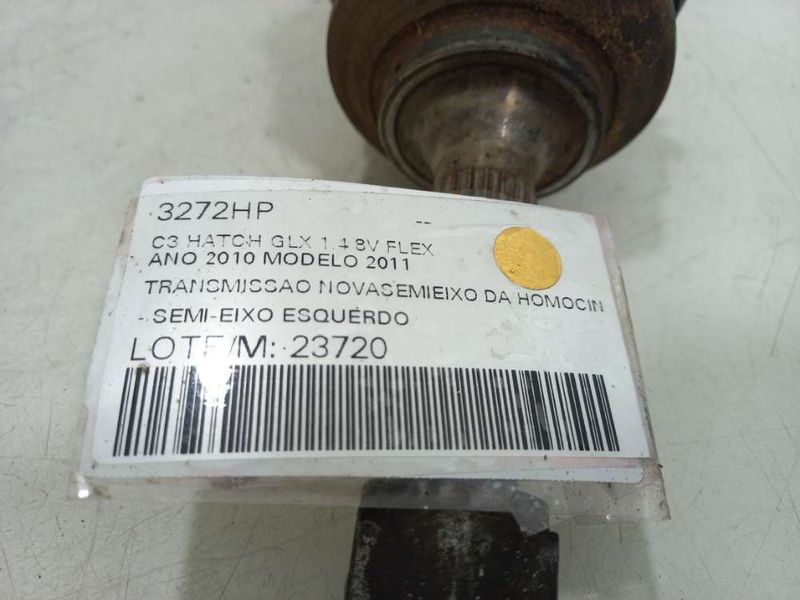 3272HP --
C3 HATCH GLX 1.4 8V FLEX
ANO 2010 MODELO 2011
TRANSMISSAO NOVASEMIEIXO DA HOMOCIN
- SEMI-EIXO ESQUERDO
LOTE/M: 23720